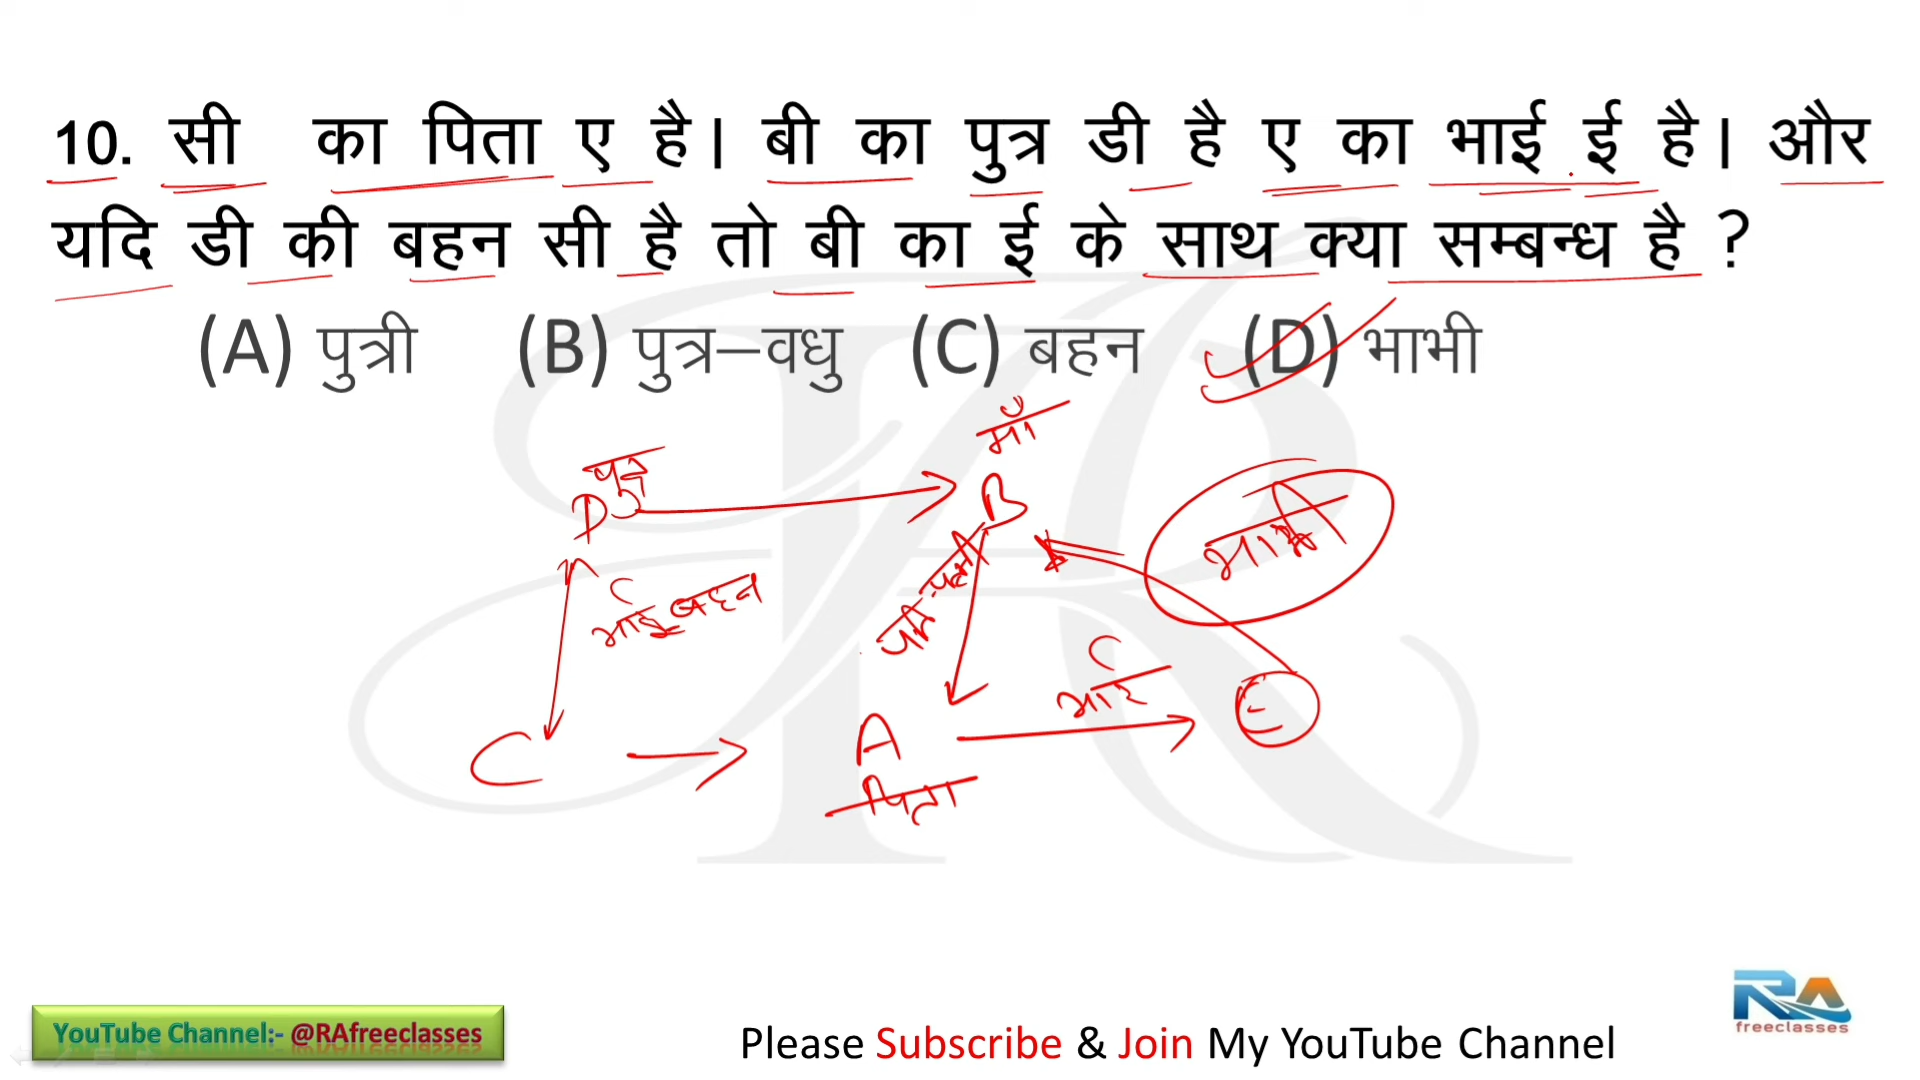 10. सी का पिता ए है। बी का पुत्र डी है ए का भाई ई है। और
यदि डी की बहन सी है तो बी का ई के साथ क्या सम्बन्ध है ?
(A) पुत्री (B) पुत्र–वधु (C) बहन (D) भाभी
माँ
पुत्र
D B
भाभी
पति-पत्नी
भाई बहन
भाई
E
C A
पिता
RA
freeclasses
YouTube Channel:- @RAfreeclasses
Please Subscribe & Join My YouTube Channel